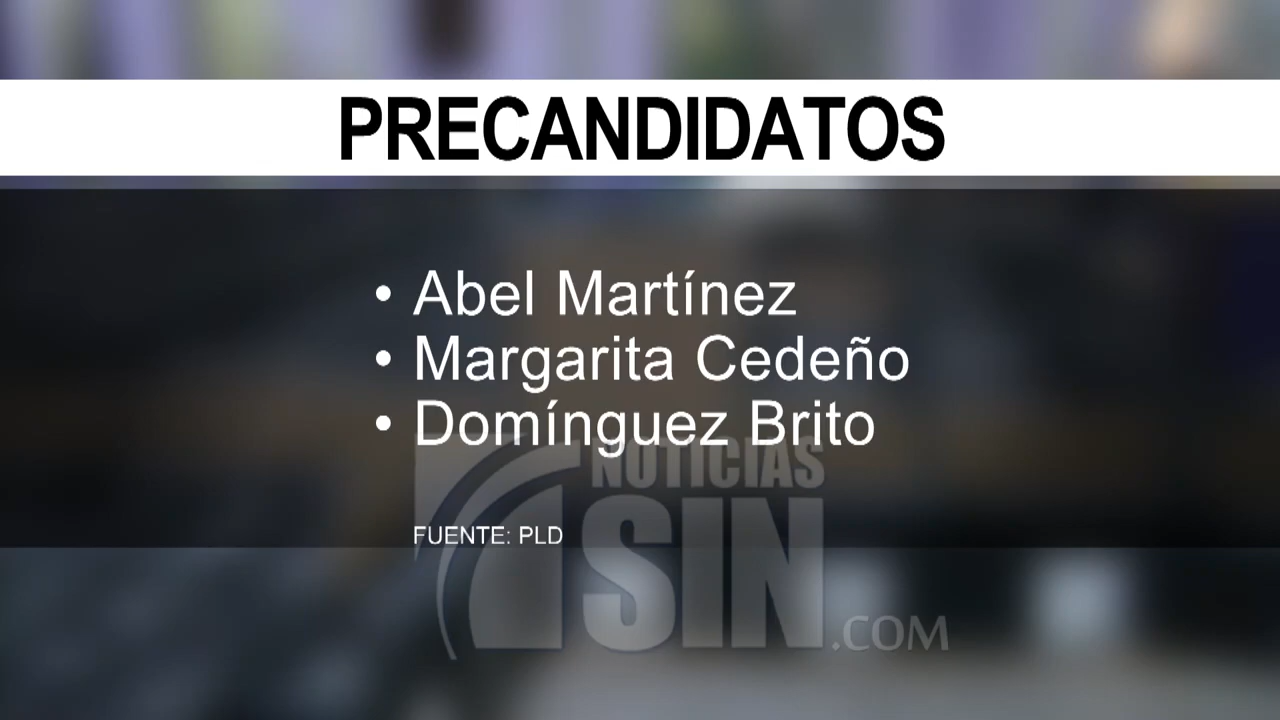 PRECANDIDATOS
• Abel Martínez
• Margarita Cedeño
• Domínguez Brito
NOTICIAS
SIN
.COM
FUENTE: PLD